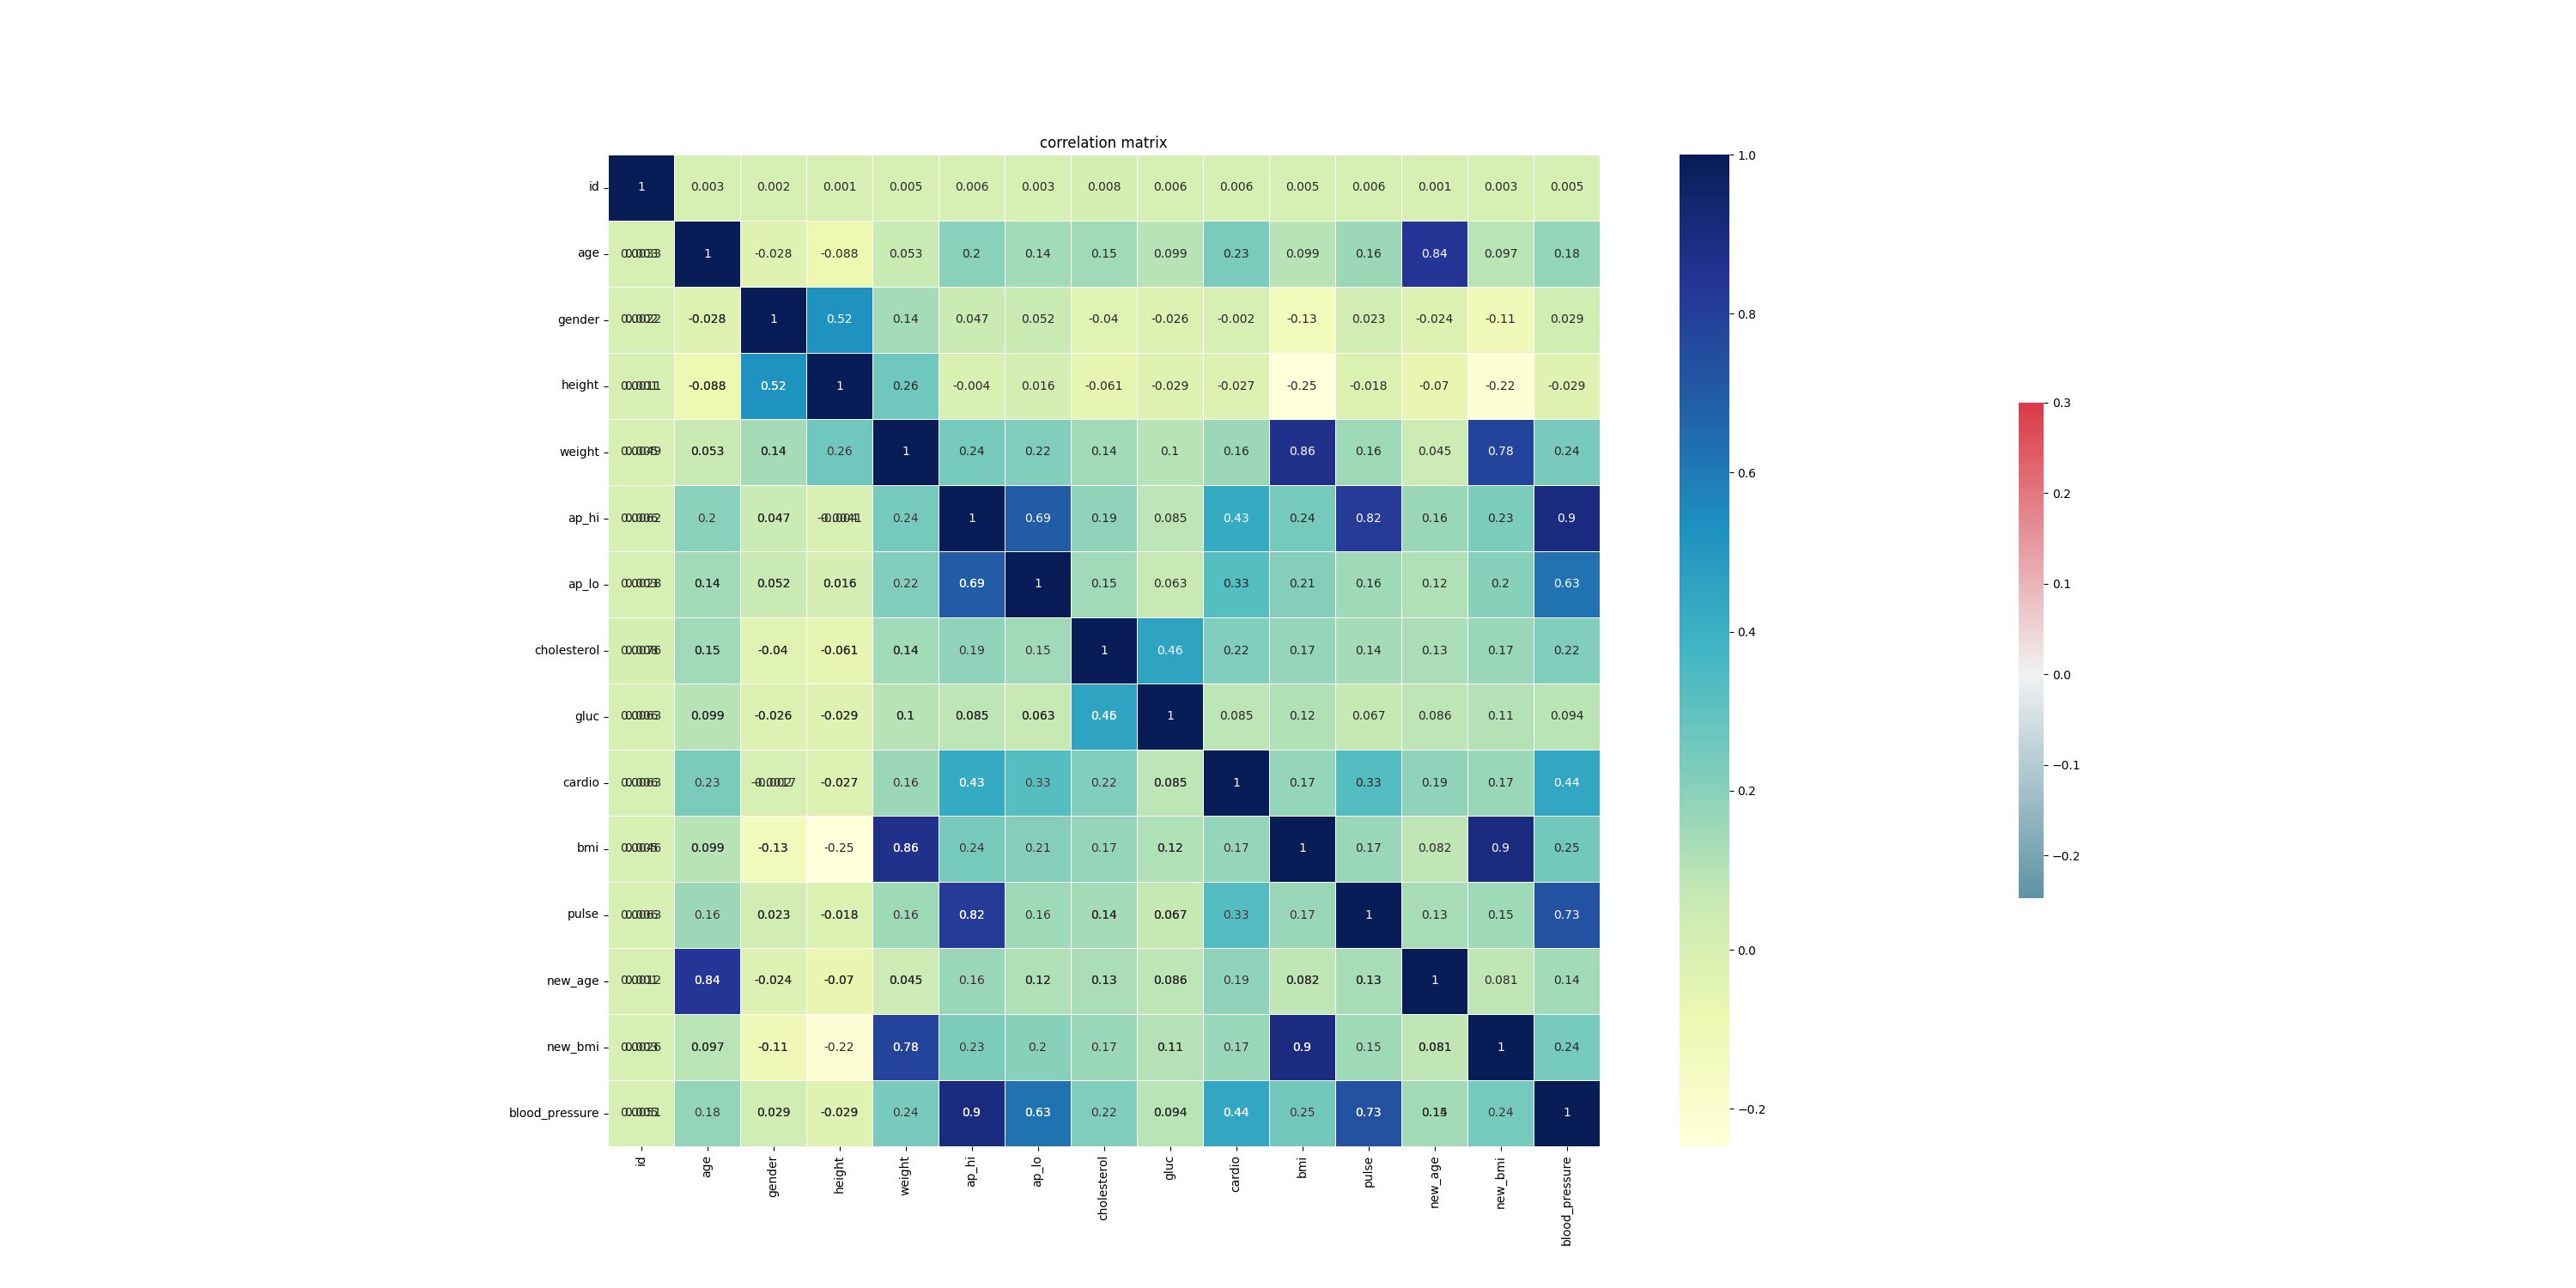 correlation matrix
id 1 0.003 0.002 0.001 0.005 0.006 0.003 0.008 0.006 0.006 0.005 0.006 0.001 0.003 0.005
age 1 -0.028 -0.088 0.053 0.2 0.14 0.15 0.099 0.23 0.099 0.16 0.84 0.097 0.18
gender -0.028 1 0.52 0.14 0.047 0.052 -0.04 -0.026 -0.002 -0.13 0.023 -0.024 -0.11 0.029
height -0.088 0.52 1 0.26 -0.004 0.016 -0.061 -0.029 -0.027 -0.25 -0.018 -0.07 -0.22 -0.029
weight 0.053 0.14 0.26 1 0.24 0.22 0.14 0.1 0.16 0.86 0.16 0.045 0.78 0.24
ap_hi 0.2 0.047 0.24 1 0.69 0.19 0.085 0.43 0.24 0.82 0.16 0.23 0.9
ap_lo 0.14 0.052 0.016 0.22 0.69 1 0.15 0.063 0.33 0.21 0.16 0.12 0.2 0.63
cholesterol 0.15 -0.04 -0.061 0.14 0.19 0.15 1 0.46 0.22 0.17 0.14 0.13 0.17 0.22
gluc 0.099 -0.026 -0.029 0.1 0.085 0.063 1 0.085 0.12 0.067 0.086 0.11 0.094
cardio 0.23 -0.027 0.16 0.43 0.33 0.22 0.085 1 0.17 0.33 0.19 0.17 0.44
bmi 0.099 -0.13 -0.25 0.86 0.24 0.21 0.17 0.12 0.17 1 0.17 0.082 0.9 0.25
pulse 0.16 0.023 -0.018 0.16 0.82 0.16 0.14 0.067 0.33 0.17 1 0.13 0.15 0.73
new_age 0.84 -0.024 -0.07 0.045 0.16 0.12 0.13 0.086 0.19 0.082 0.13 1 0.081 0.14
new_bmi 0.097 -0.11 -0.22 0.78 0.23 0.2 0.17 0.11 0.17 0.9 0.15 0.081 1 0.24
blood_pressure 0.18 0.029 -0.029 0.24 0.9 0.63 0.22 0.094 0.44 0.25 0.73 0.24 1
id age gender height weight ap_hi ap_lo cholesterol gluc cardio bmi pulse new_age new_bmi blood_pressure
1.0
0.8
0.6
0.4
0.2
0.0
−0.2
0.3
0.2
0.1
0.0
−0.1
−0.2